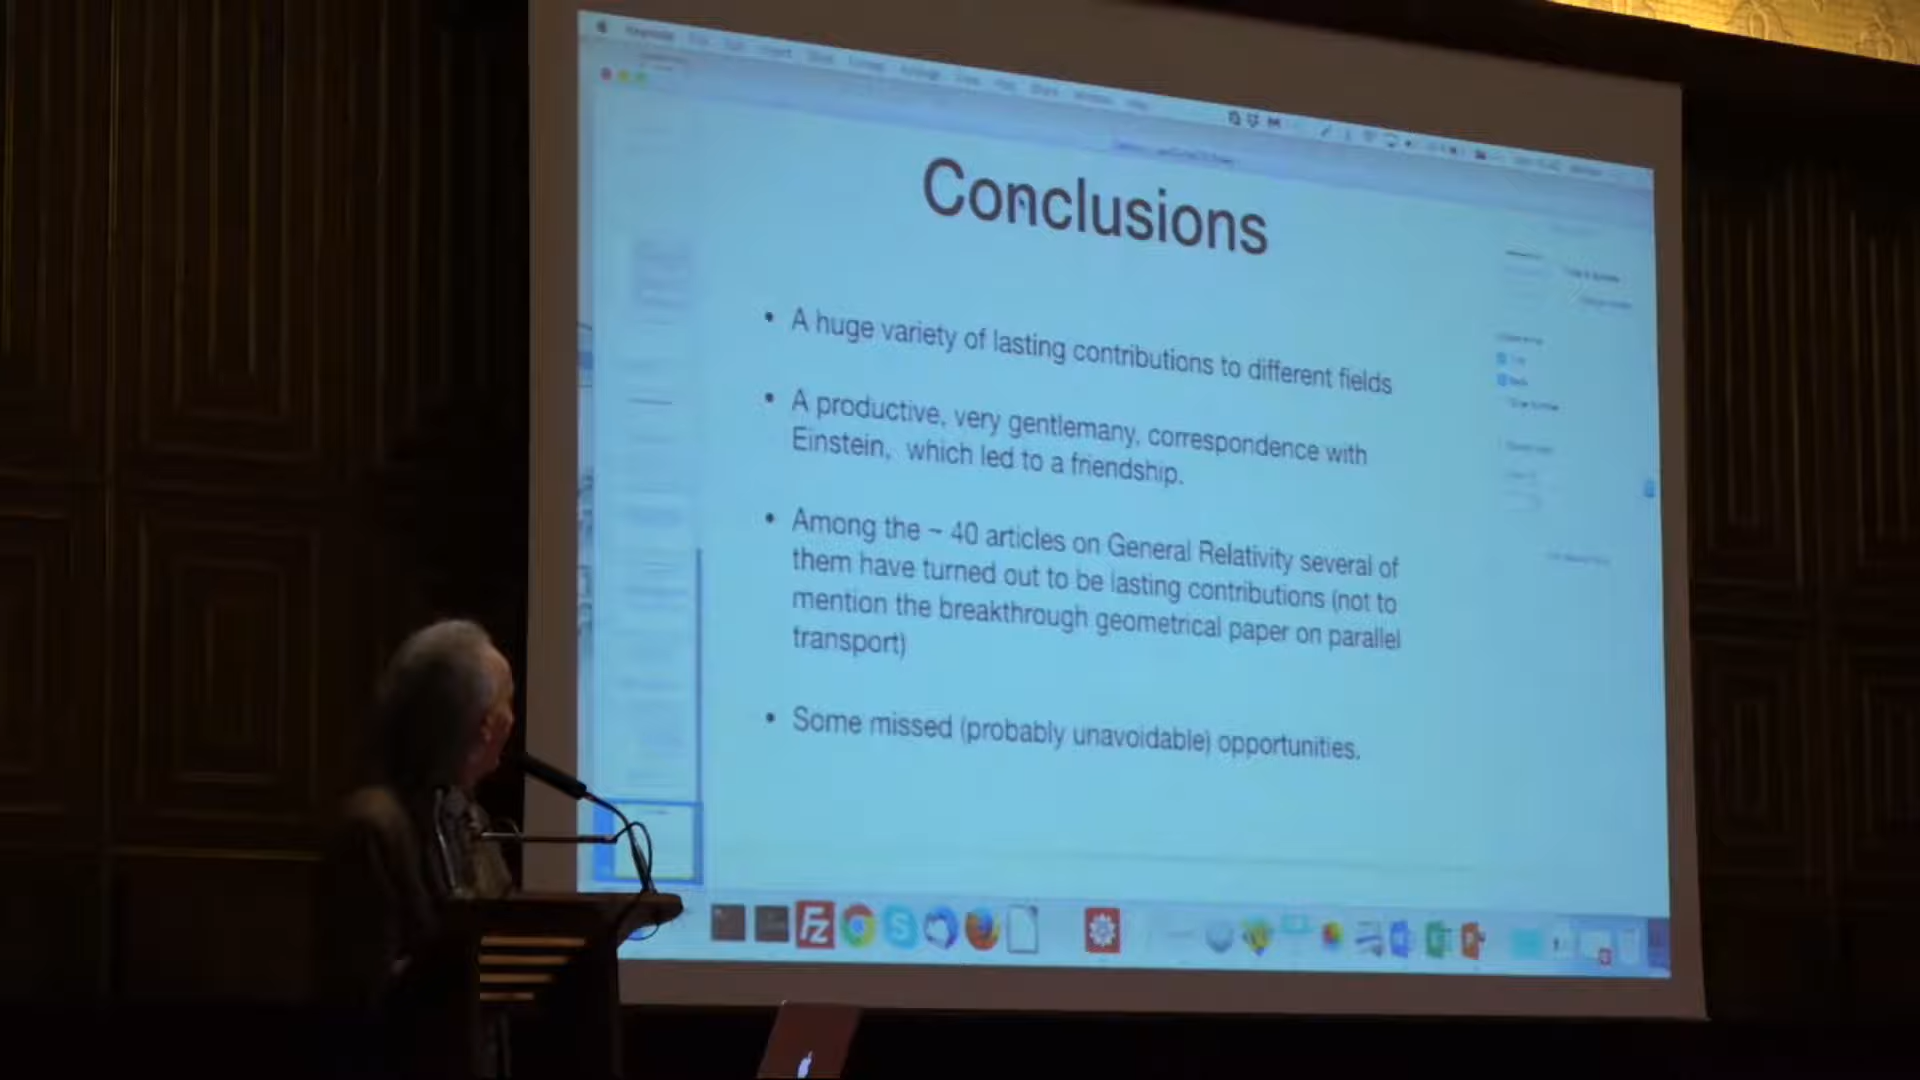 Conclusions
• A huge variety of lasting contributions to different fields
• A productive, very gentlemany, correspondence with
Einstein, which led to a friendship.
• Among the ~ 40 articles on General Relativity several of
them have turned out to be lasting contributions (not to
mention the breakthrough geometrical paper on parallel
transport)
• Some missed (probably unavoidable) opportunities.